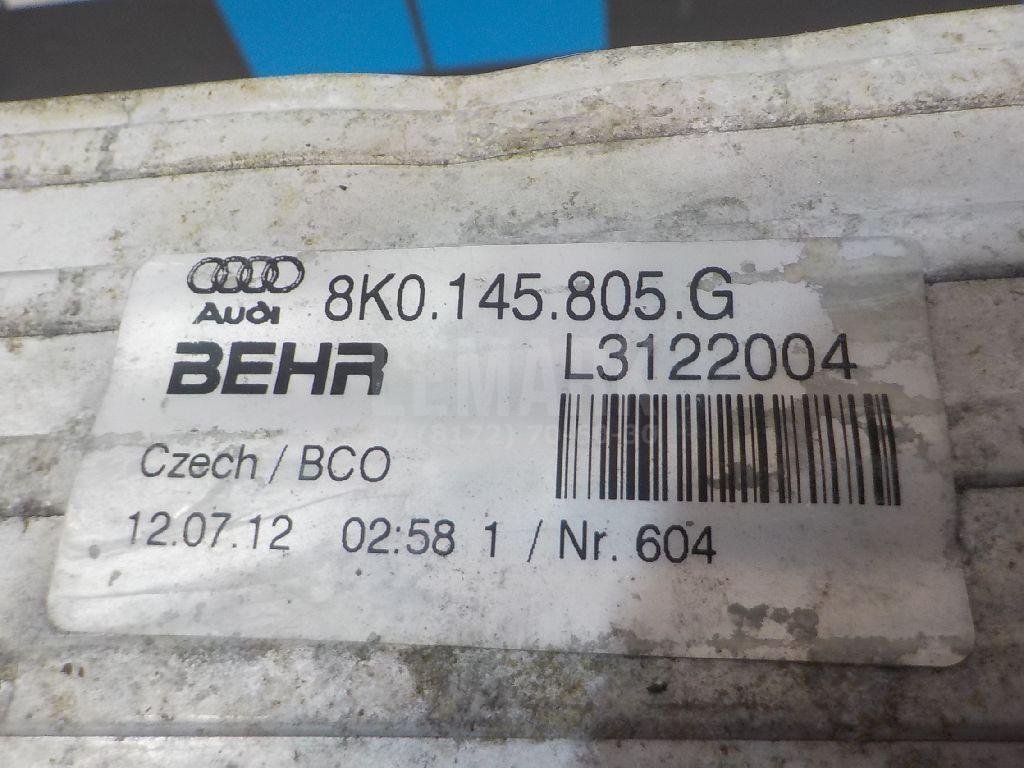 Audi 8K0.145.805.G
BEHR L3122004
Czech / BCO
12.07.12 02:58 1 / Nr. 604